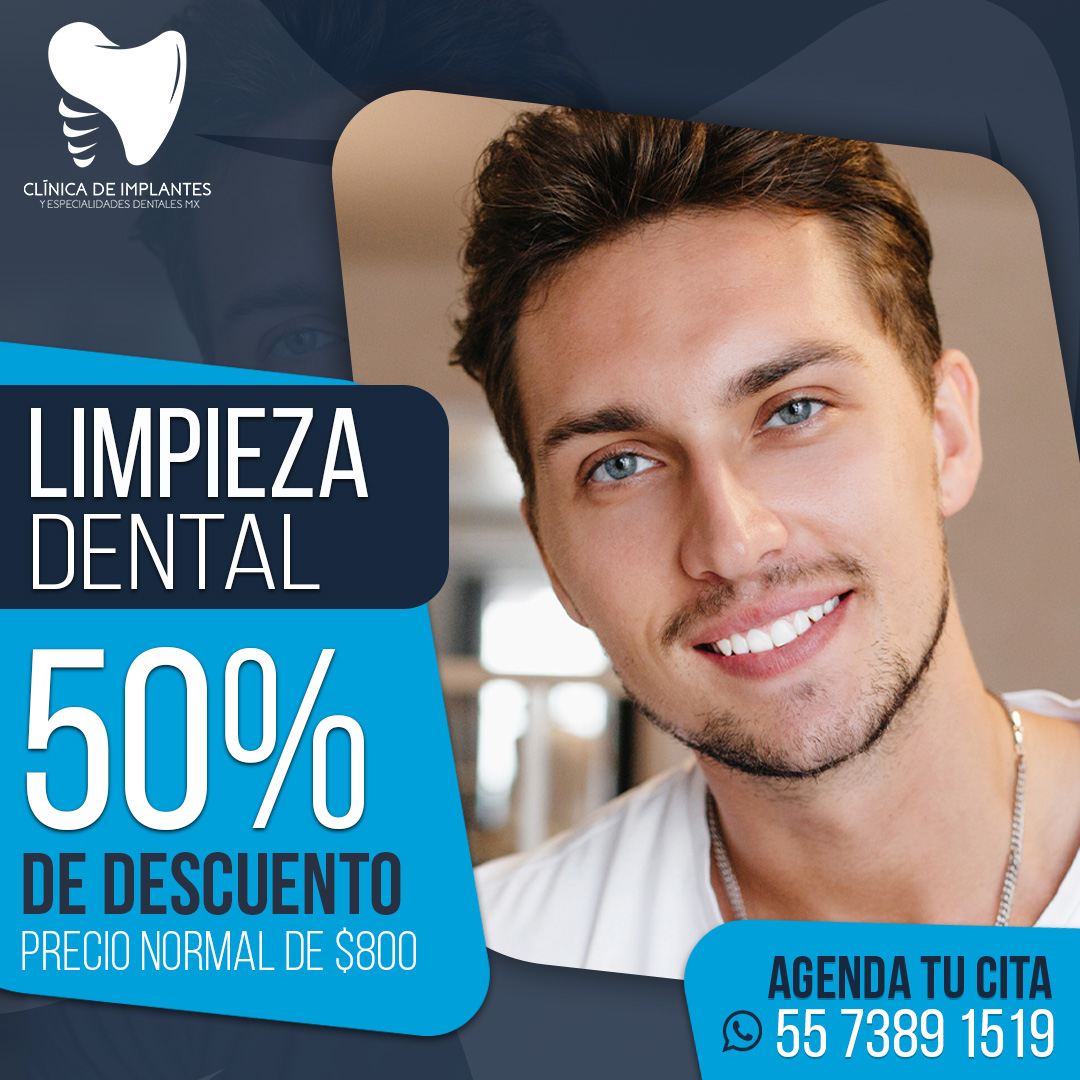 CLÍNICA DE IMPLANTES
Y ESPECIALIDADES DENTALES MX
LIMPIEZA
DENTAL
50%
DE DESCUENTO
PRECIO NORMAL DE $800
AGENDA TU CITA
55 7389 1519